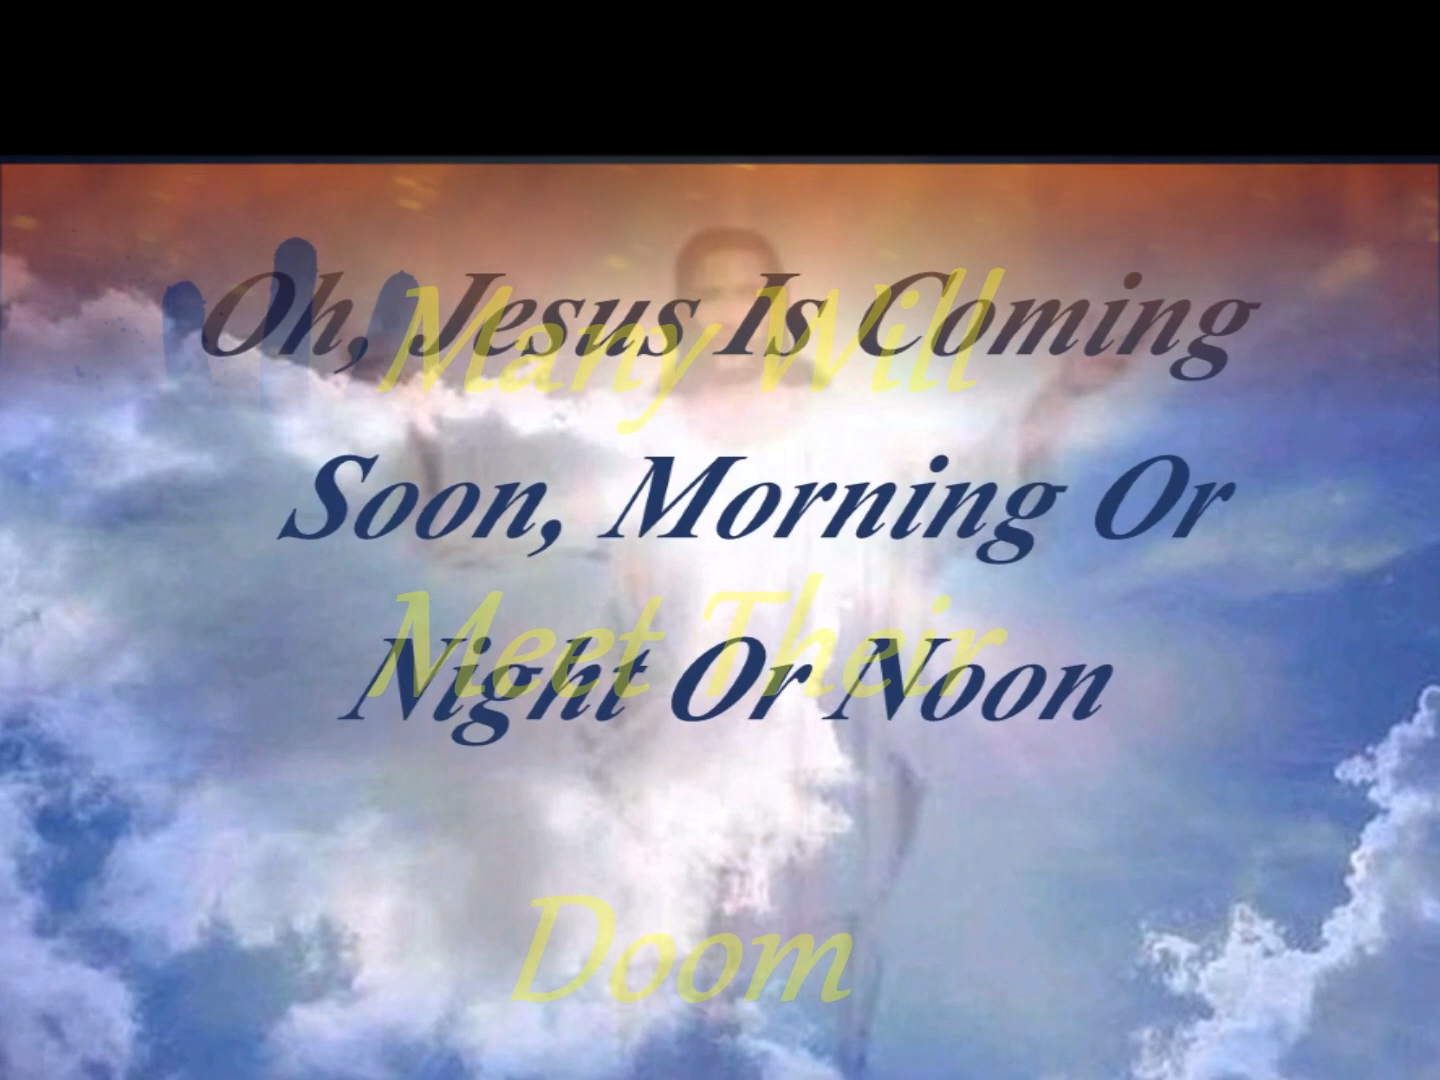 Oh, Jesus Is Coming
Soon, Morning Or
Night Or Noon
Many Will
Meet Their
Doom